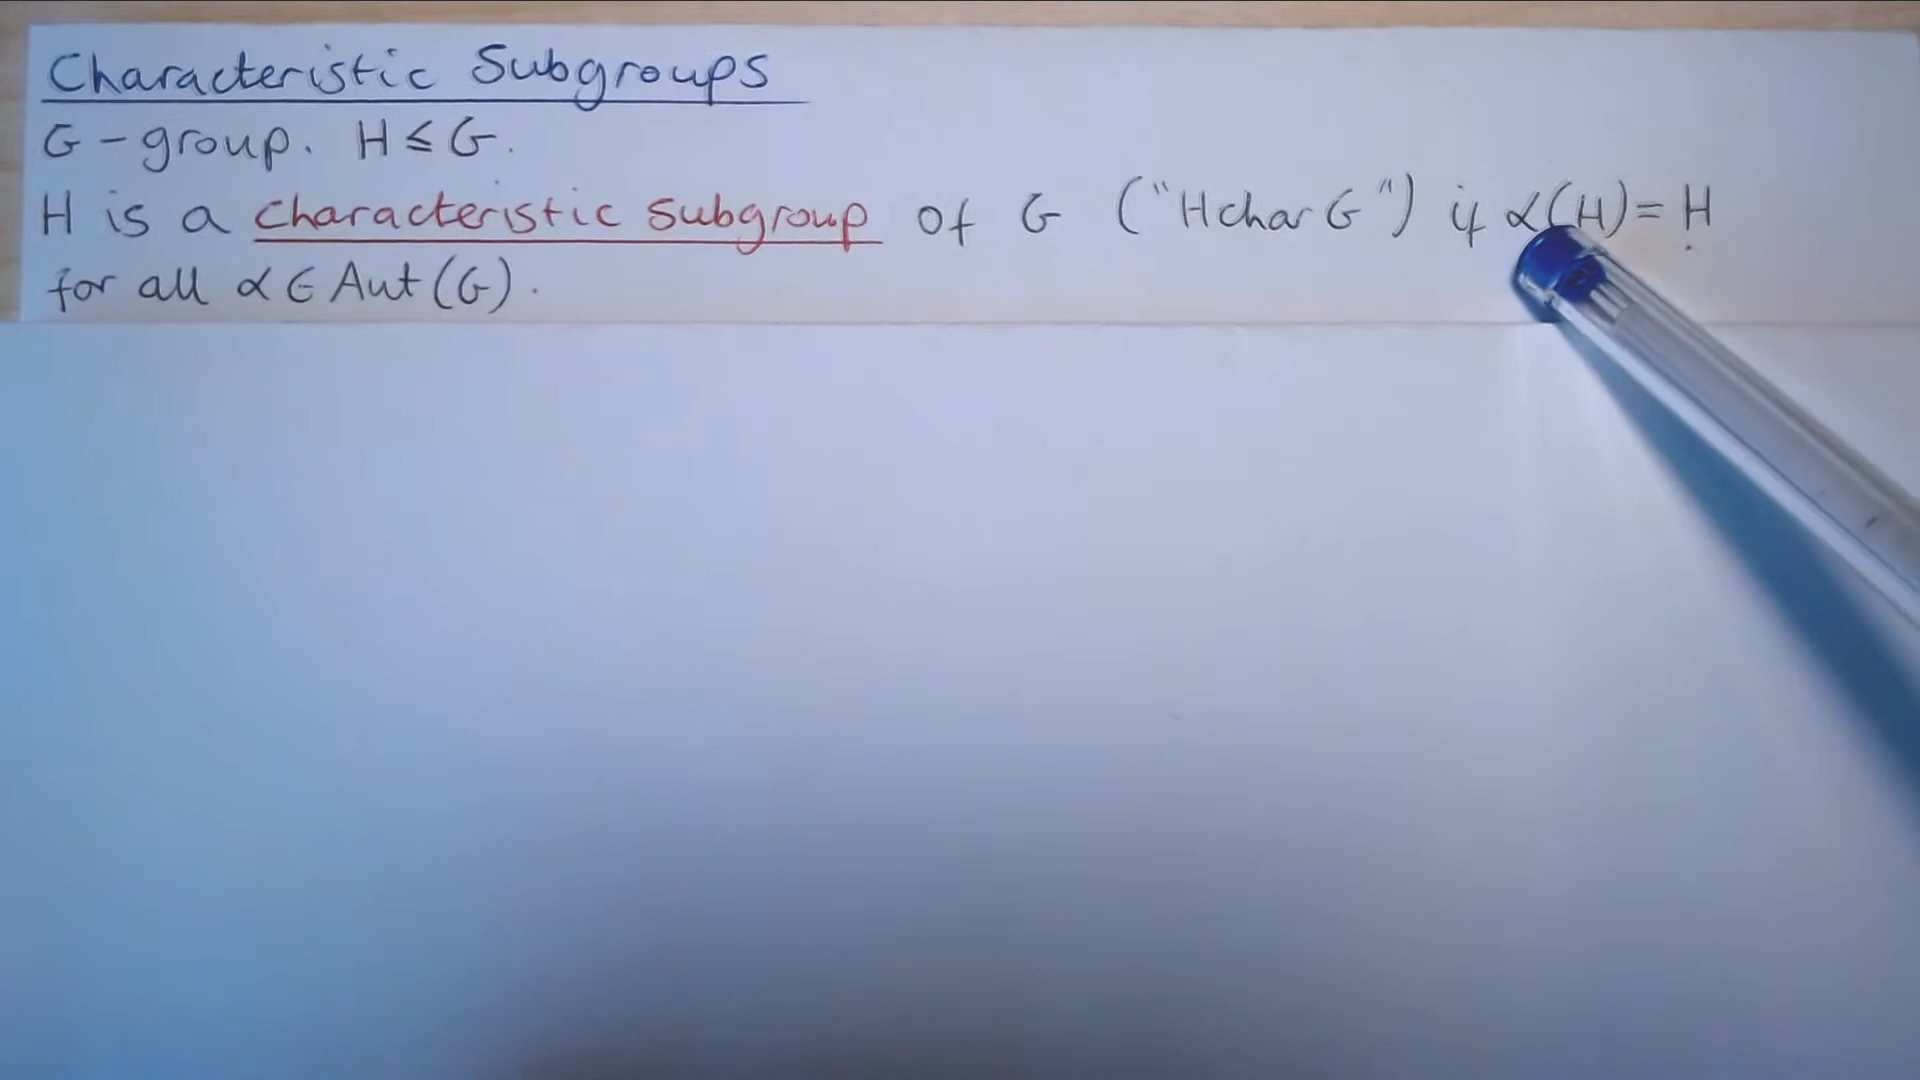 Characteristic Subgroups
G - group. H ≤ G.
H is a characteristic subgroup of G ("H char G") if α(H) = H
for all α ∈ Aut(G).